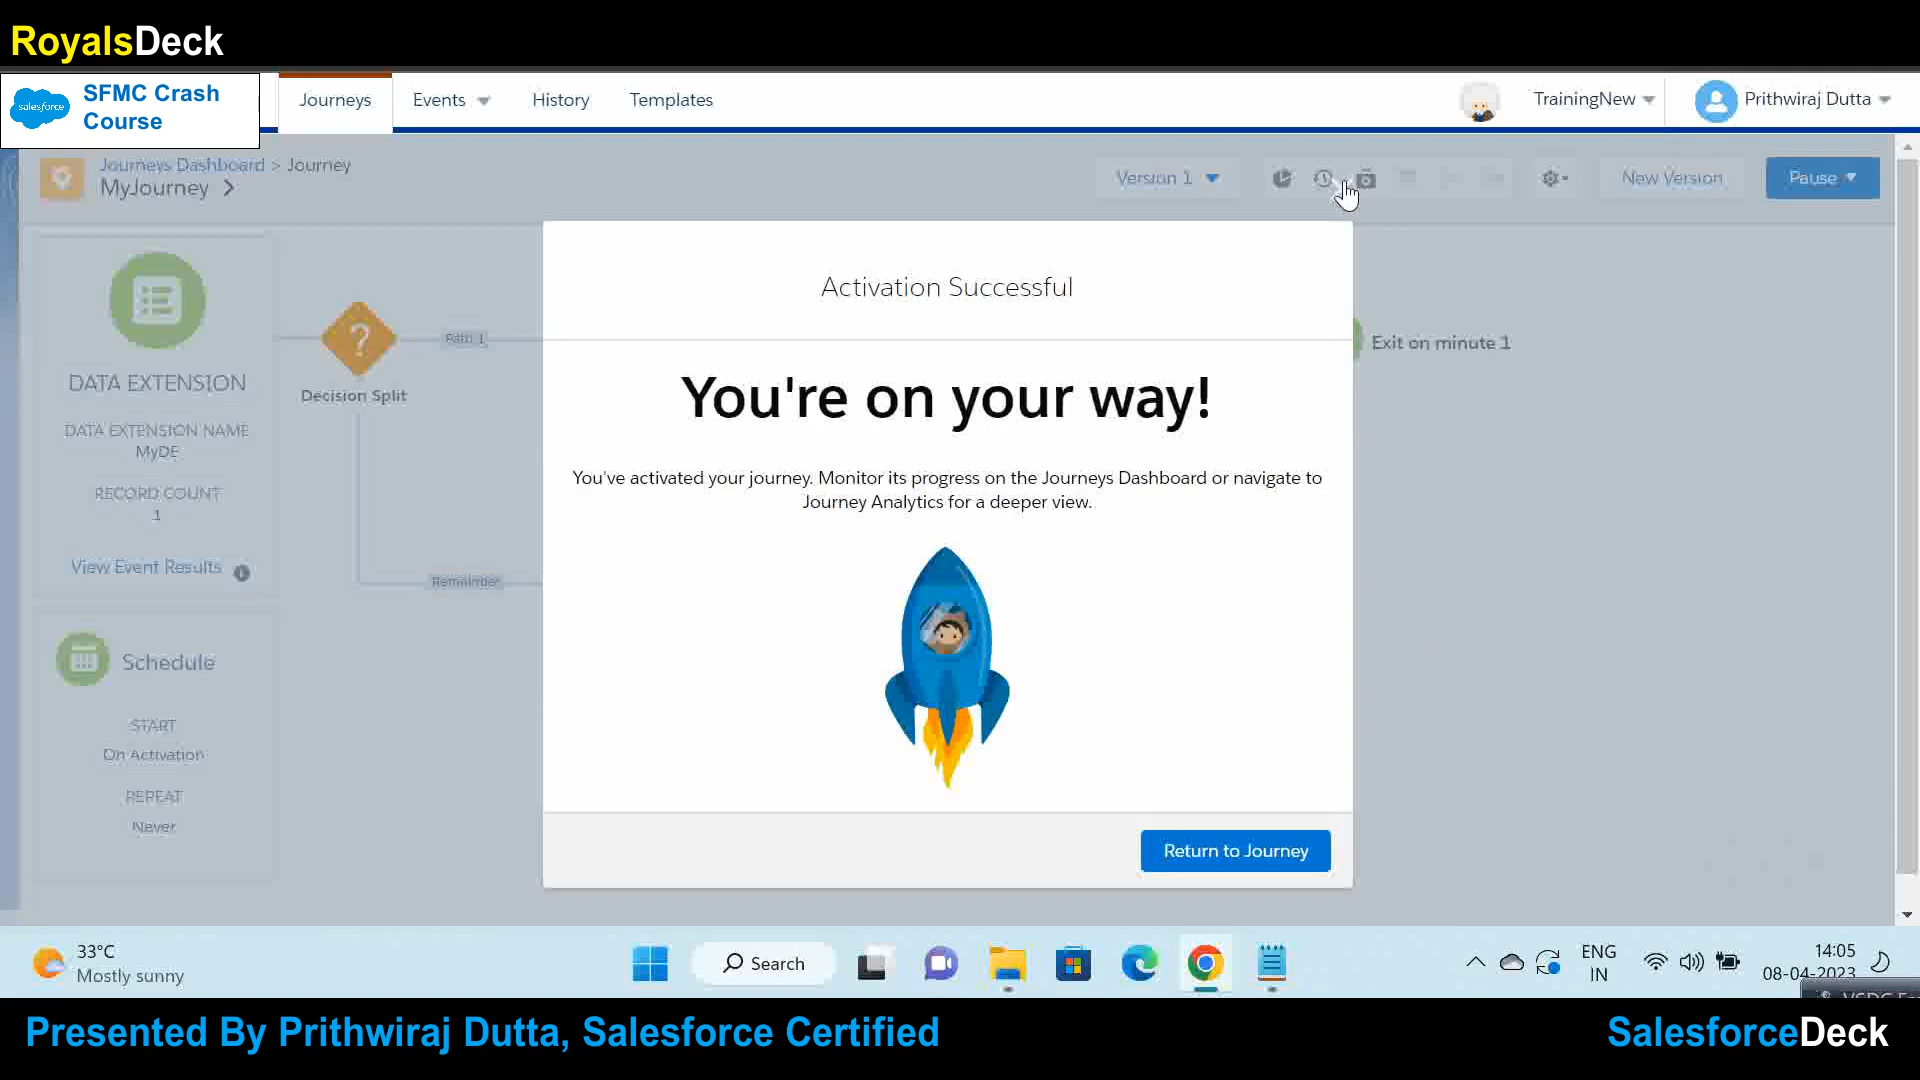 RoyalsDeck
salesforce
SFMC Crash
Course
Journeys
Events
History
Templates
TrainingNew
Prithwiraj Dutta
Journeys Dashboard > Journey
MyJourney
Version 1
New Version
Pause
Activation Successful
You're on your way!
You've activated your journey. Monitor its progress on the Journeys Dashboard or navigate to
Journey Analytics for a deeper view.
Return to Journey
DATA EXTENSION
DATA EXTENSION NAME
MyDE
RECORD COUNT
1
View Event Results
Decision Split
Path 1
Remainder
Exit on minute 1
Schedule
START
On Activation
REPEAT
Never
33°C
Mostly sunny
Search
ENG
IN
14:05
08-04-2023
Presented By Prithwiraj Dutta, Salesforce Certified
SalesforceDeck